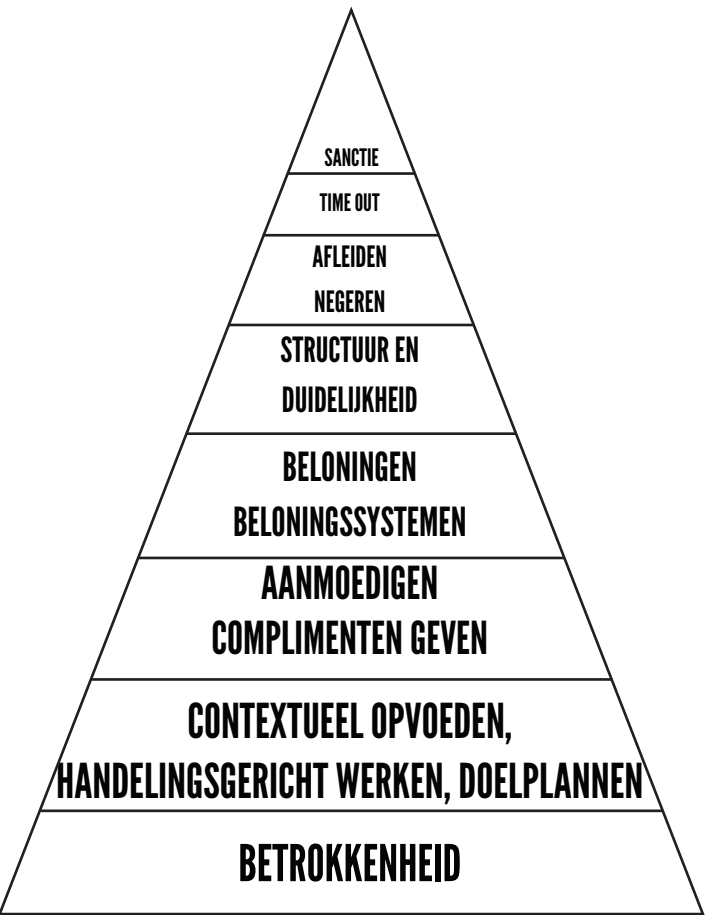 SANCTIE
TIME OUT
AFLEIDEN
NEGEREN
STRUCTUUR EN
DUIDELIJKHEID
BELONINGEN
BELONINGSSYSTEMEN
AANMOEDIGEN
COMPLIMENTEN GEVEN
CONTEXTUEEL OPVOEDEN,
HANDELINGSGERICHT WERKEN, DOELPLANNEN
BETROKKENHEID